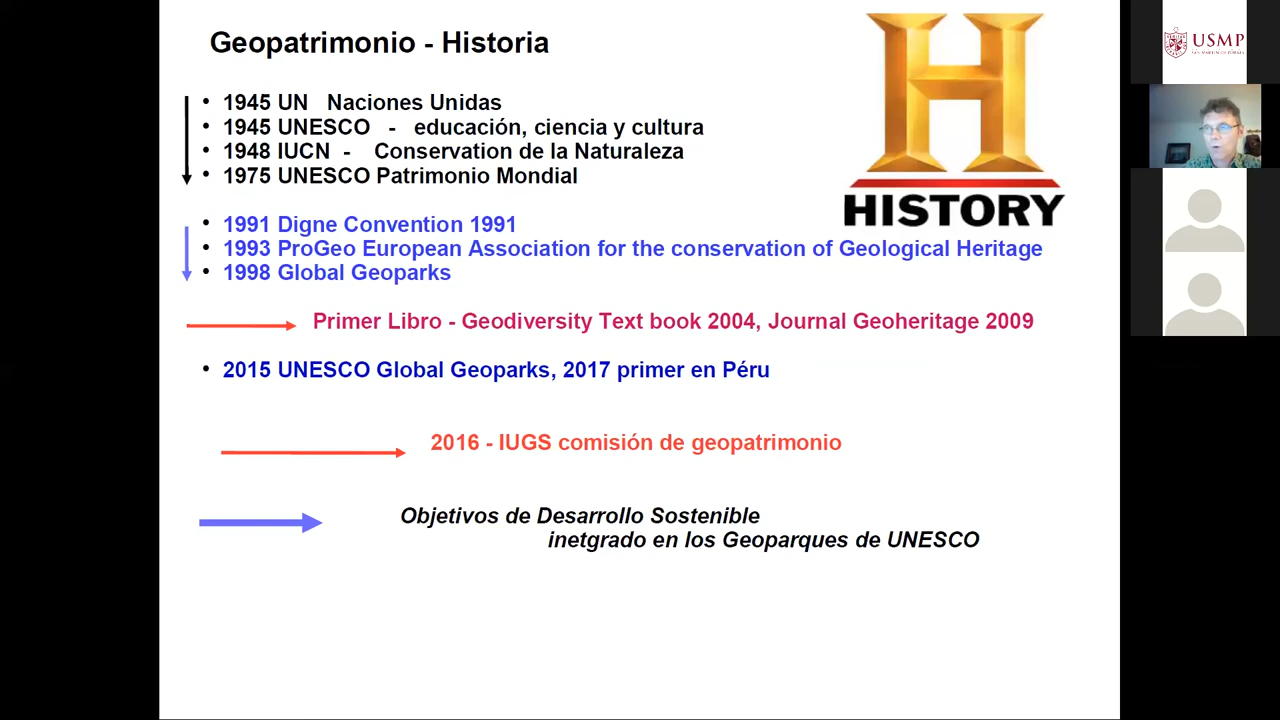 Geopatrimonio - Historia
H
HISTORY
• 1945 UN Naciones Unidas
• 1945 UNESCO - educación, ciencia y cultura
• 1948 IUCN - Conservation de la Naturaleza
• 1975 UNESCO Patrimonio Mondial
• 1991 Digne Convention 1991
• 1993 ProGeo European Association for the conservation of Geological Heritage
• 1998 Global Geoparks
Primer Libro - Geodiversity Text book 2004, Journal Geoheritage 2009
• 2015 UNESCO Global Geoparks, 2017 primer en Péru
2016 - IUGS comisión de geopatrimonio
Objetivos de Desarrollo Sostenible
inetgrado en los Geoparques de UNESCO
USMP